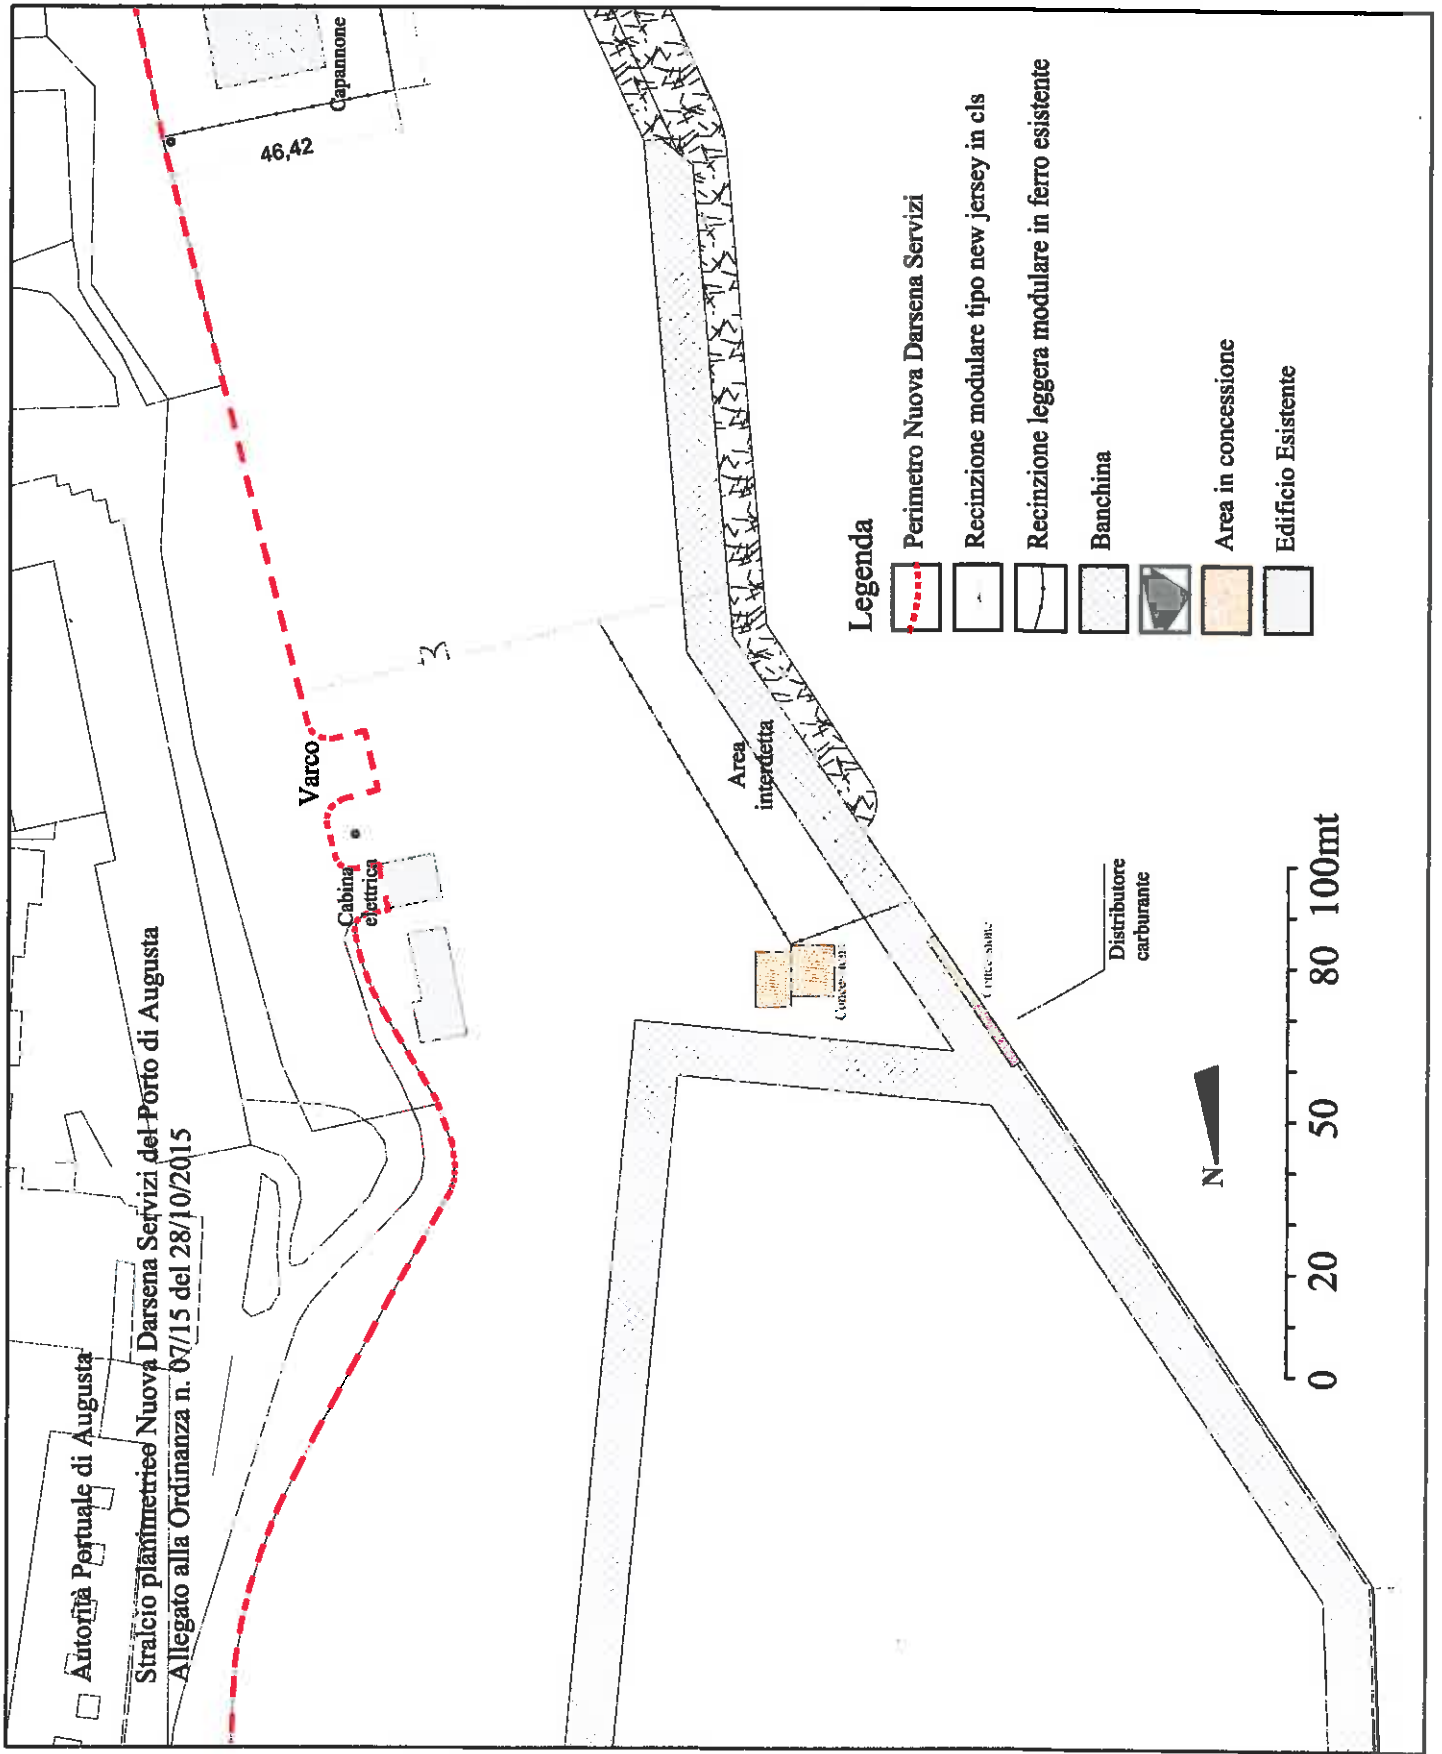 Autorità Portuale di Augusta
Stralcio planimetrico Nuova Darsena Servizi del Porto di Augusta
Allegato alla Ordinanza n. 07/15 del 28/10/2015
Capannone
46,42
Varco
Cabina
elettrica
3
Area
interdetta
Concessione
Distributore
carburante
Legenda
Perimetro Nuova Darsena Servizi
Recinzione modulare tipo new jersey in cls
Recinzione leggera modulare in ferro esistente
Banchina
Area in concessione
Edificio Esistente
N
0 20 50 80 100mt